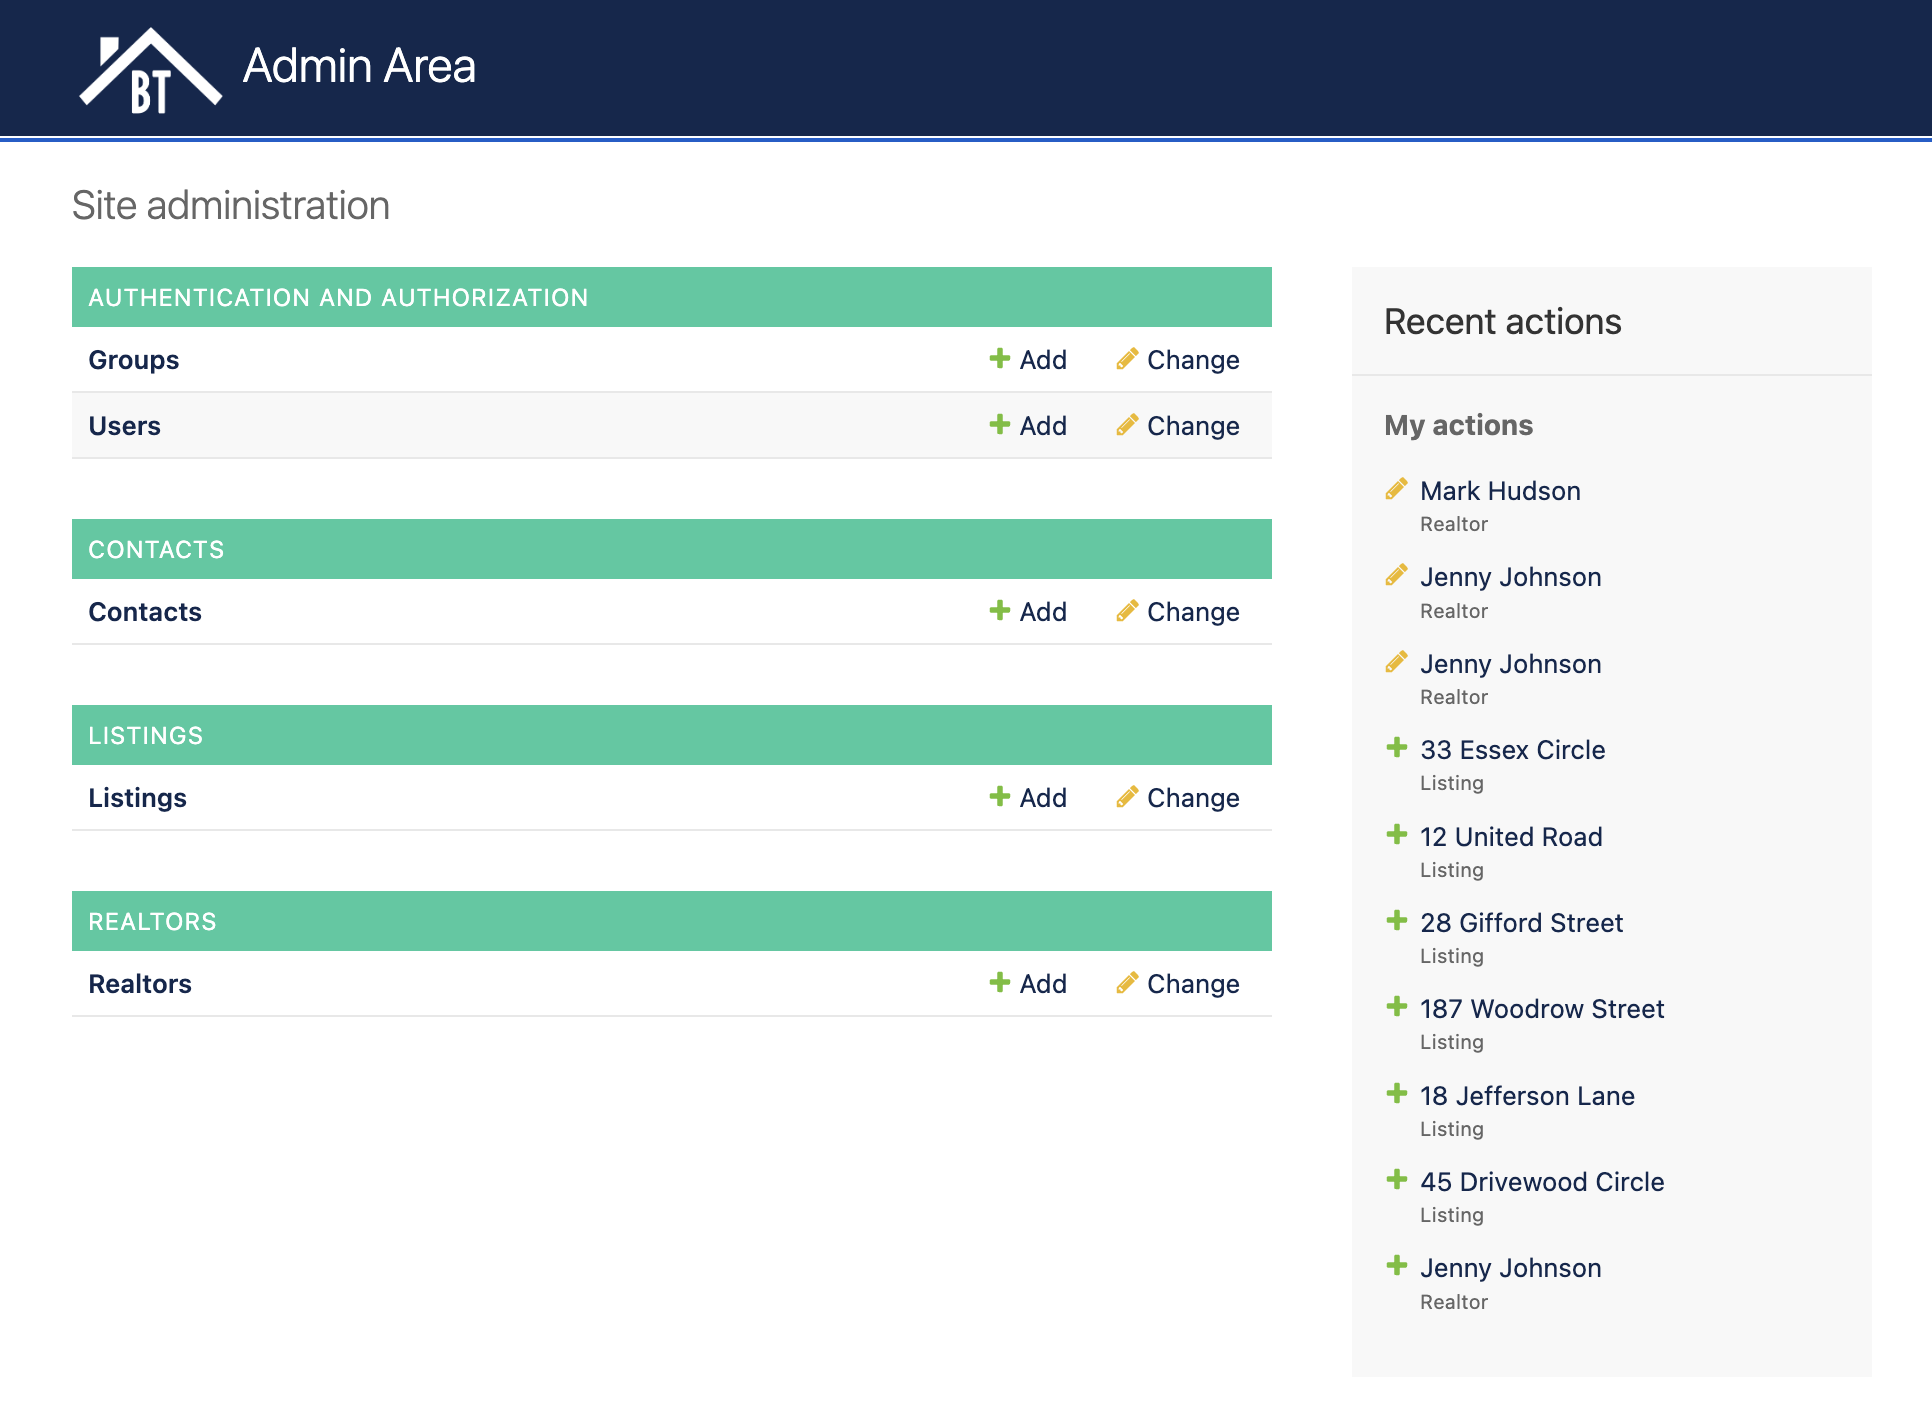 BT
Admin Area
Site administration
AUTHENTICATION AND AUTHORIZATION
Groups Add Change
Users Add Change
CONTACTS
Contacts Add Change
LISTINGS
Listings Add Change
REALTORS
Realtors Add Change
Recent actions
My actions
Mark Hudson
Realtor
Jenny Johnson
Realtor
Jenny Johnson
Realtor
33 Essex Circle
Listing
12 United Road
Listing
28 Gifford Street
Listing
187 Woodrow Street
Listing
18 Jefferson Lane
Listing
45 Drivewood Circle
Listing
Jenny Johnson
Realtor